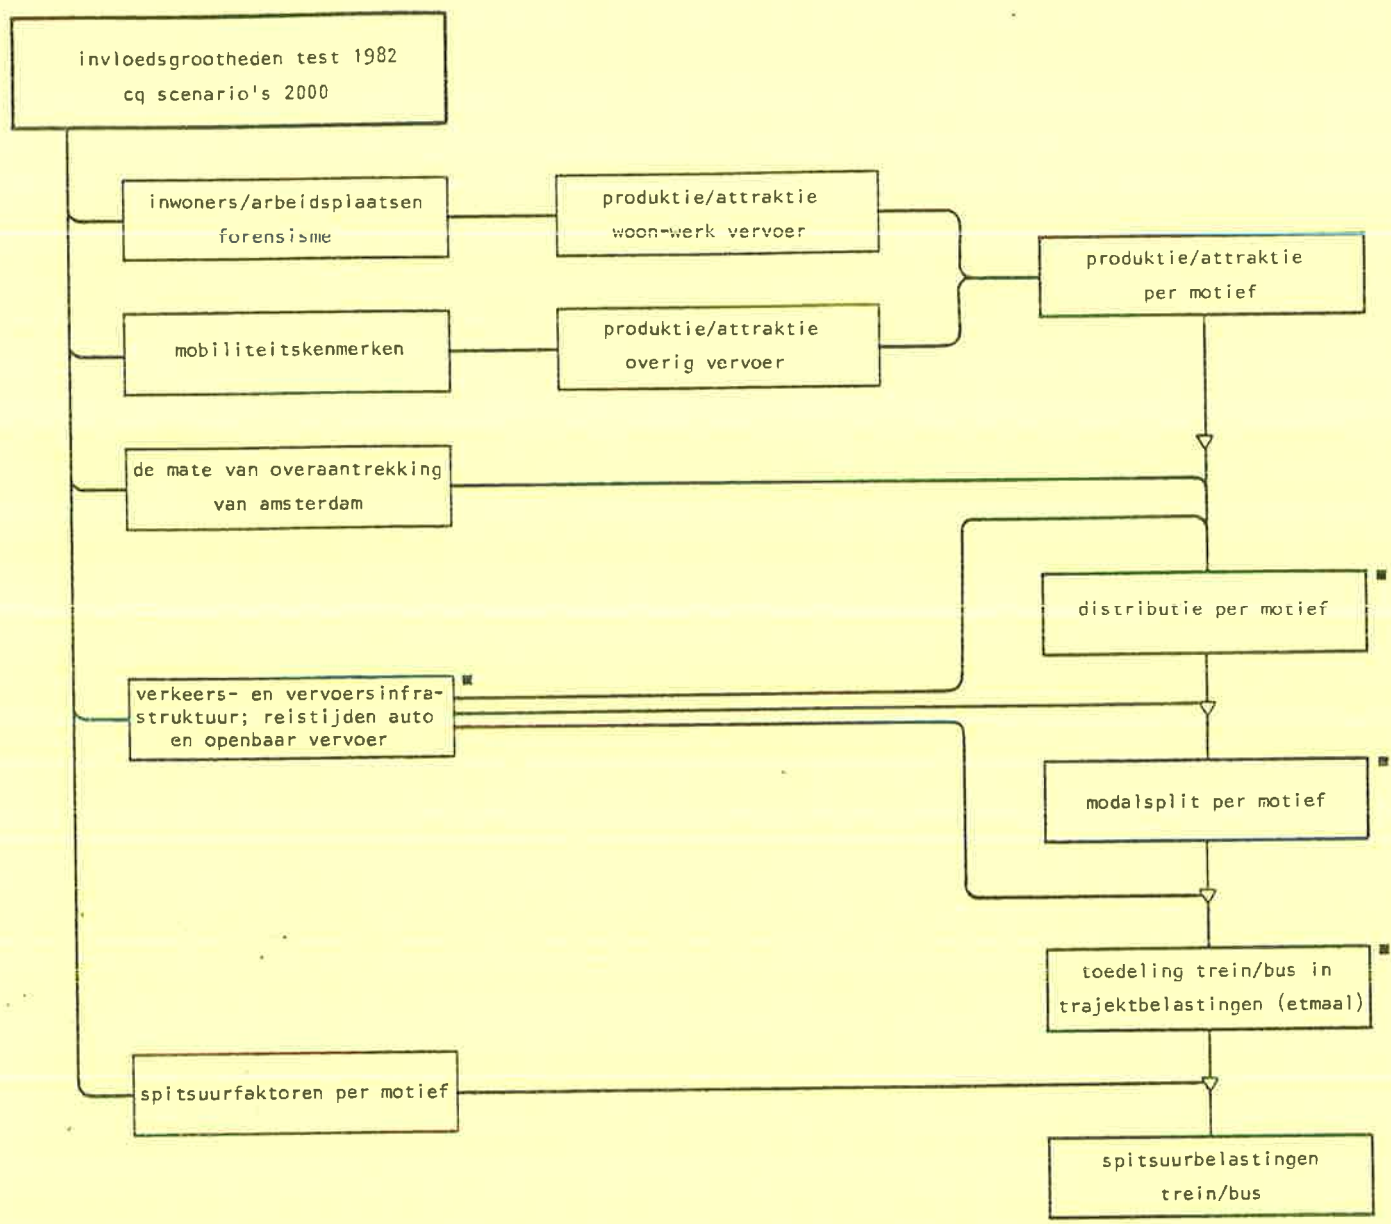 invloedsgrootheden test 1982
cq scenario's 2000
inwoners/arbeidsplaatsen
forensisme
produktie/attraktie
woon-werk vervoer
produktie/attraktie
per motief
mobiliteitskenmerken
produktie/attraktie
overig vervoer
de mate van overaantrekking
van amsterdam
distributie per motief
verkeers- en vervoersinfra-
struktuur; reistijden auto
en openbaar vervoer
modalsplit per motief
toedeling trein/bus in
trajektbelastingen (etmaal)
spitsuurfaktoren per motief
spitsuurbelastingen
trein/bus